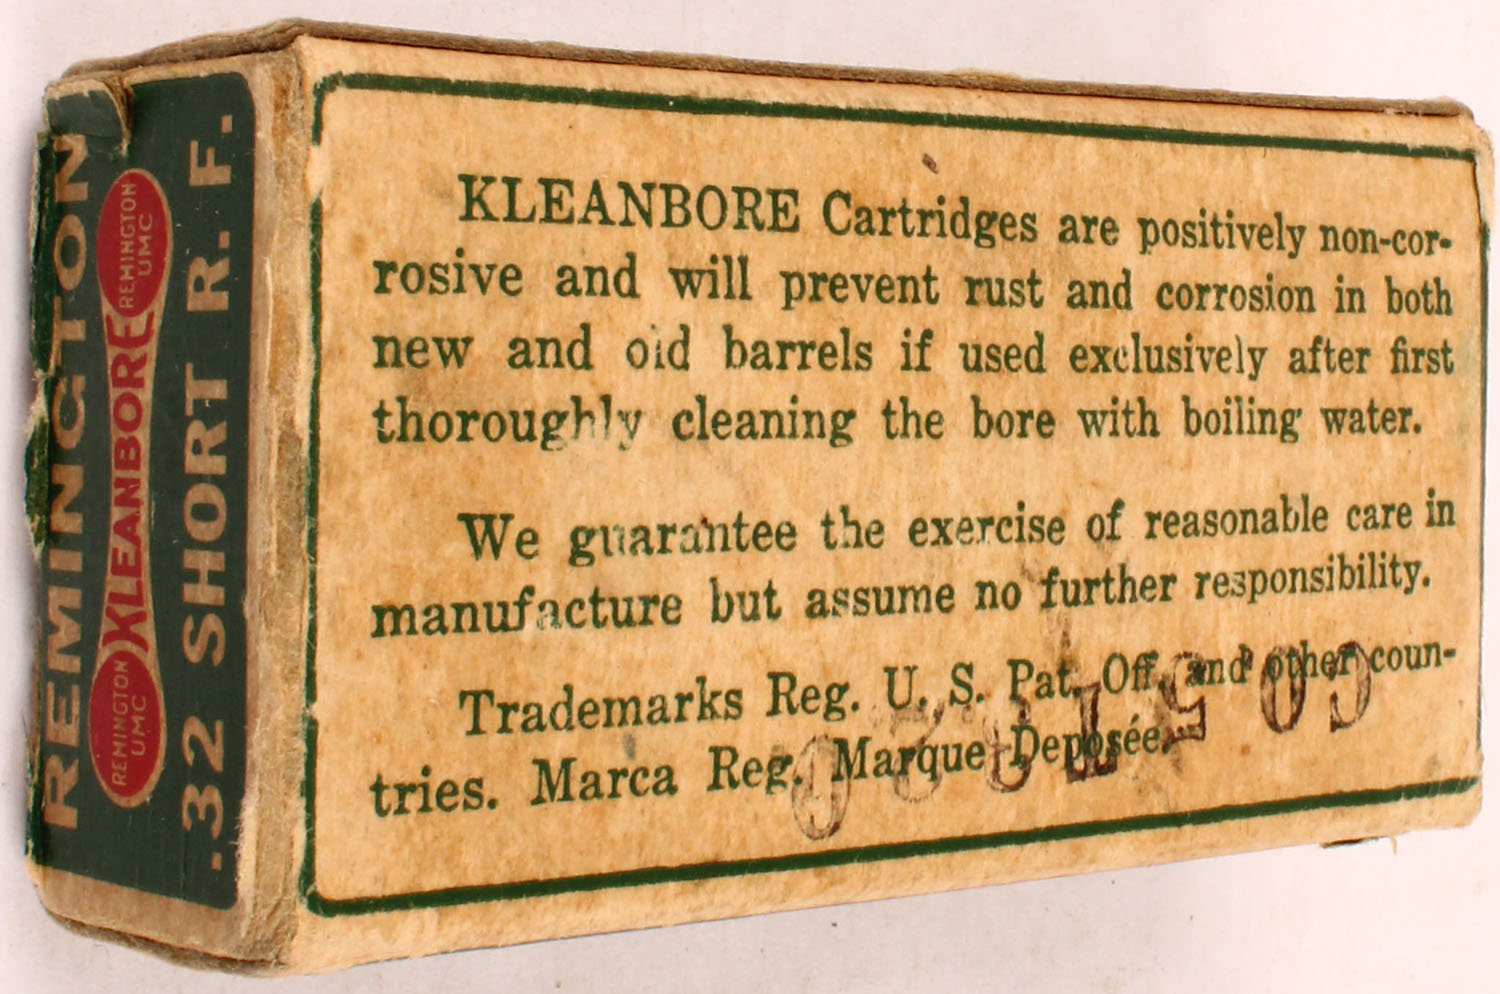 REMINGTON
REMINGTON
UMC
KLEANBORE
REMINGTON
UMC
.32 SHORT R. F.
KLEANBORE Cartridges are positively non-cor-
rosive and will prevent rust and corrosion in both
new and old barrels if used exclusively after first
thoroughly cleaning the bore with boiling water.
We guarantee the exercise of reasonable care in
manufacture but assume no further responsibility.
Trademarks Reg. U. S. Pat. Off. and other coun-
tries. Marca Reg. Marque Deposée.